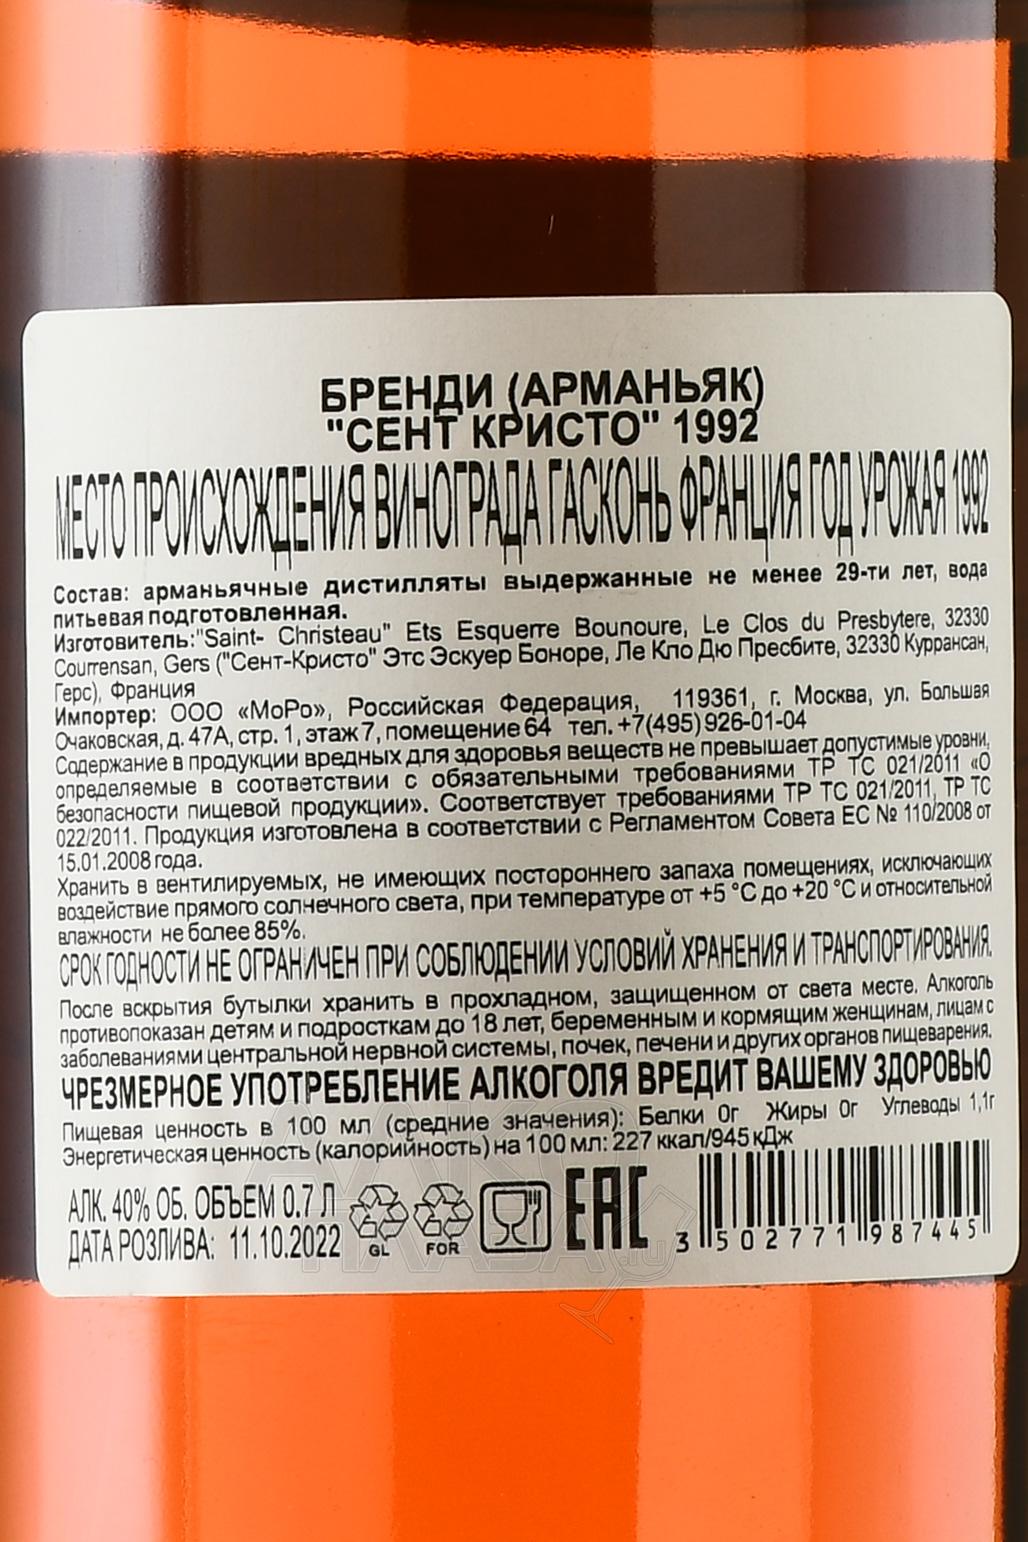 БРЕНДИ (АРМАНЬЯК)
"СЕНТ КРИСТО" 1992
МЕСТО ПРОИСХОЖДЕНИЯ ВИНОГРАДА ГАСКОНЬ ФРАНЦИЯ ГОД УРОЖАЯ 1992
Состав: арманьячные дистилляты выдержанные не менее 29-ти лет, вода
питьевая подготовленная.
Изготовитель:"Saint- Christeau" Ets Esquerre Bounoure, Le Clos du Presbytere, 32330
Courrensan, Gers ("Сент-Кристо" Этс Эскуер Боноре, Ле Кло Дю Пресбите, 32330 Куррансан,
Герс), Франция
Импортер: ООО «МоРо», Российская Федерация, 119361, г. Москва, ул. Большая
Очаковская, д. 47А, стр. 1, этаж 7, помещение 64 тел. +7(495) 926-01-04
Содержание в продукции вредных для здоровья веществ не превышает допустимые уровни,
определяемые в соответствии с обязательными требованиями ТР ТС 021/2011 «О
безопасности пищевой продукции». Соответствует требованиями ТР ТС 021/2011, ТР ТС
022/2011. Продукция изготовлена в соответствии с Регламентом Совета ЕС № 110/2008 от
15.01.2008 года.
Хранить в вентилируемых, не имеющих постороннего запаха помещениях, исключающих
воздействие прямого солнечного света, при температуре от +5 °C до +20 °C и относительной
влажности не более 85%.
СРОК ГОДНОСТИ НЕ ОГРАНИЧЕН ПРИ СОБЛЮДЕНИИ УСЛОВИЙ ХРАНЕНИЯ И ТРАНСПОРТИРОВАНИЯ.
После вскрытия бутылки хранить в прохладном, защищенном от света месте. Алкоголь
противопоказан детям и подросткам до 18 лет, беременным и кормящим женщинам, лицам с
заболеваниями центральной нервной системы, почек, печени и других органов пищеварения.
ЧРЕЗМЕРНОЕ УПОТРЕБЛЕНИЕ АЛКОГОЛЯ ВРЕДИТ ВАШЕМУ ЗДОРОВЬЮ
Пищевая ценность в 100 мл (средние значения): Белки 0г Жиры 0г Углеводы 1,1г
Энергетическая ценность (калорийность) на 100 мл: 227 ккал/945 кДж
АЛК. 40% ОБ. ОБЪЕМ 0.7 Л
ДАТА РОЗЛИВА: 11.10.2022
GL FOR
EAC
3 502771 987445